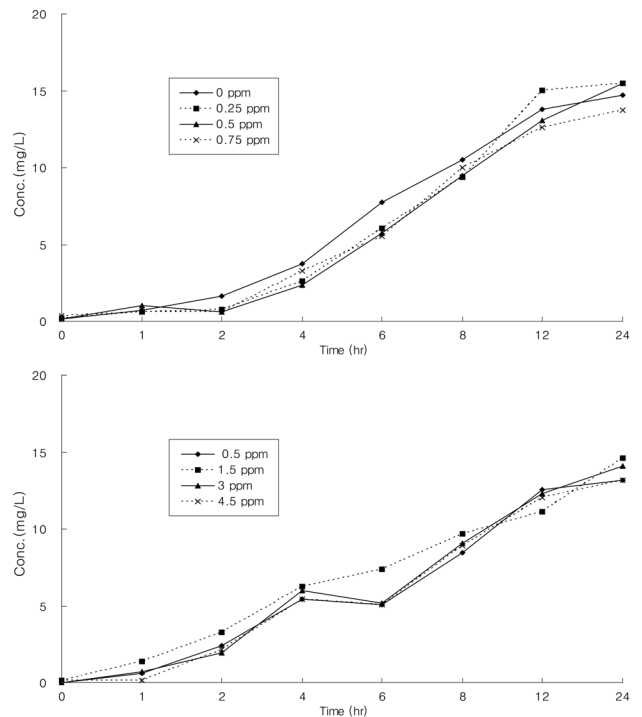 20
15
10
5
0
Conc.(mg/L)
0 ppm
0.25 ppm
0.5 ppm
0.75 ppm
0 1 2 4 6 8 12 24
Time (hr)
20
15
10
5
0
Conc.(mg/L)
0.5 ppm
1.5 ppm
3 ppm
4.5 ppm
0 1 2 4 6 8 12 24
Time (hr)